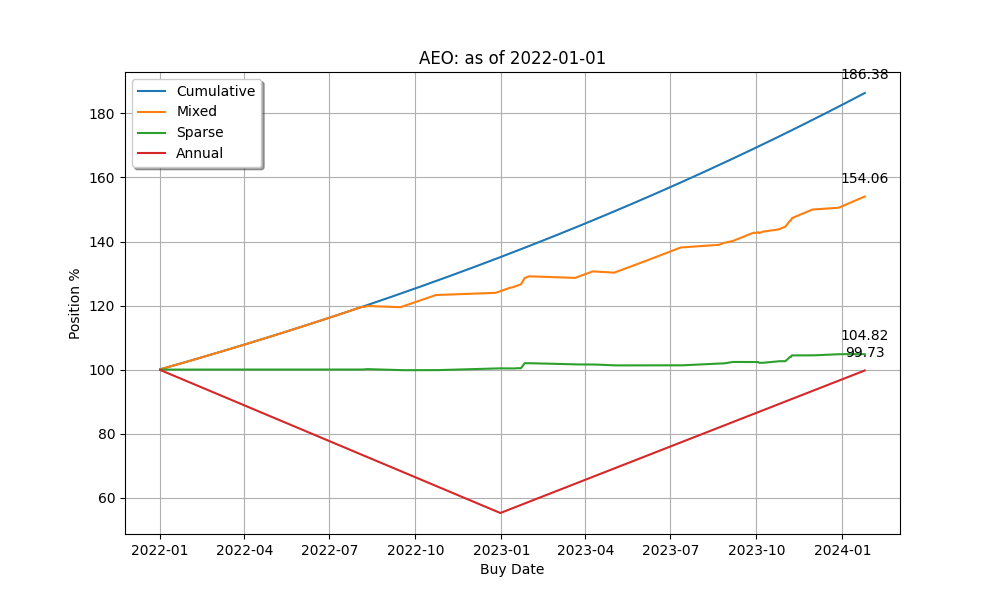 AEO: as of 2022-01-01
Cumulative
Mixed
Sparse
Annual
186.38
154.06
104.82
99.73
Position %
180
160
140
120
100
80
60
2022-01 2022-04 2022-07 2022-10 2023-01 2023-04 2023-07 2023-10 2024-01
Buy Date